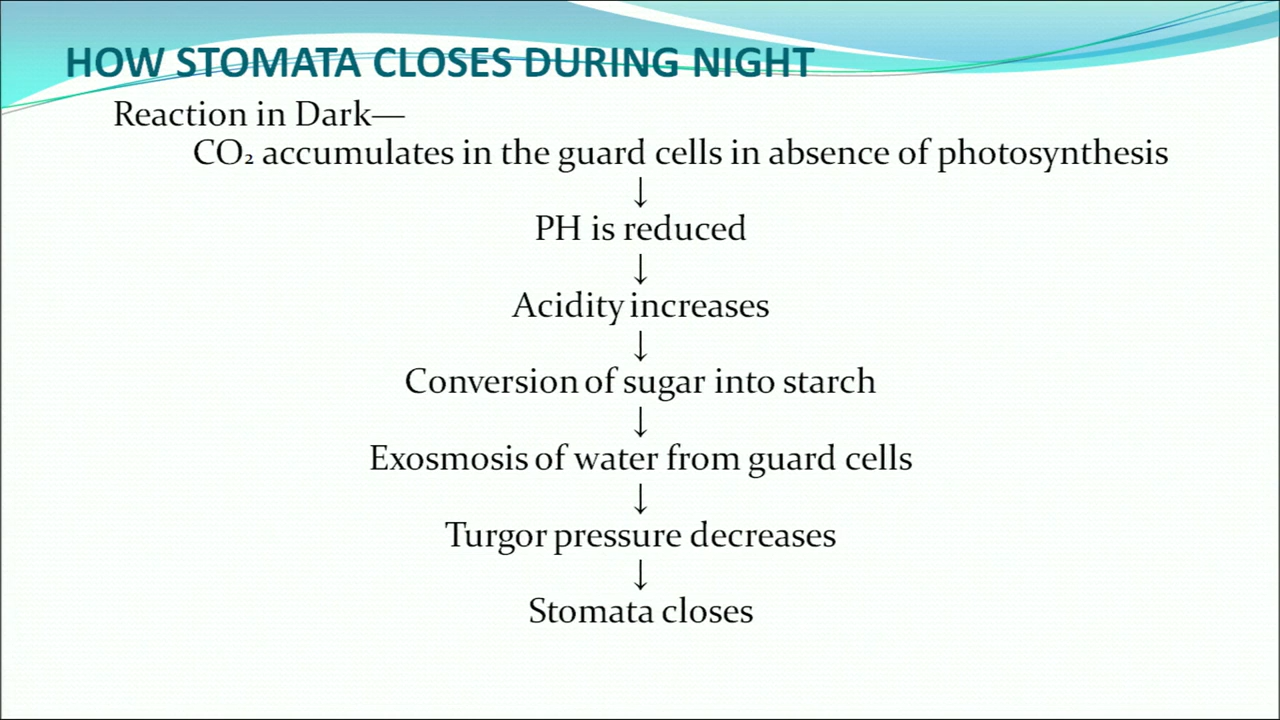 HOW STOMATA CLOSES DURING NIGHT
Reaction in Dark—
CO₂ accumulates in the guard cells in absence of photosynthesis
↓
PH is reduced
↓
Acidity increases
↓
Conversion of sugar into starch
↓
Exosmosis of water from guard cells
↓
Turgor pressure decreases
↓
Stomata closes